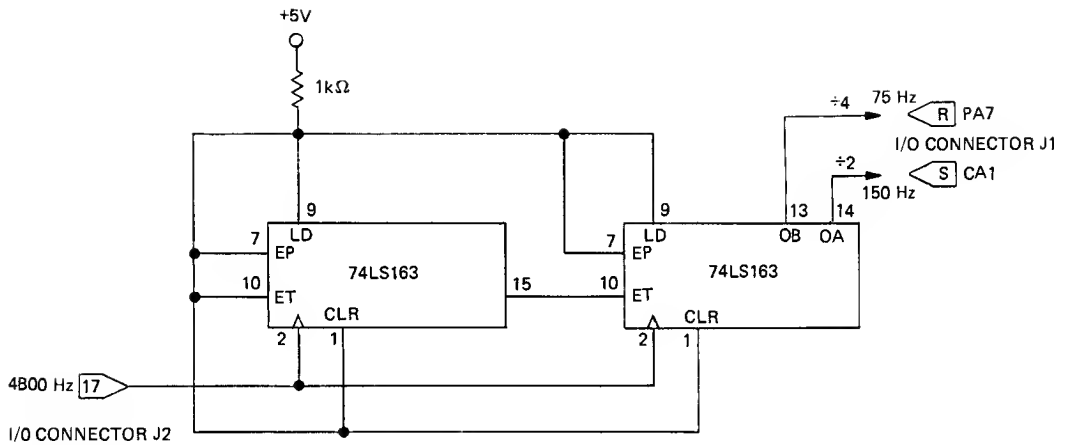 +5V
1kΩ
÷4 75 Hz R PA7
I/O CONNECTOR J1
÷2 S CA1
150 Hz
9 9 13 14
LD LD OB OA
7 EP 7 EP
74LS163 74LS163
10 ET 15 10 ET
CLR CLR
2 1 2 1
4B00 Hz 17
I/O CONNECTOR J2